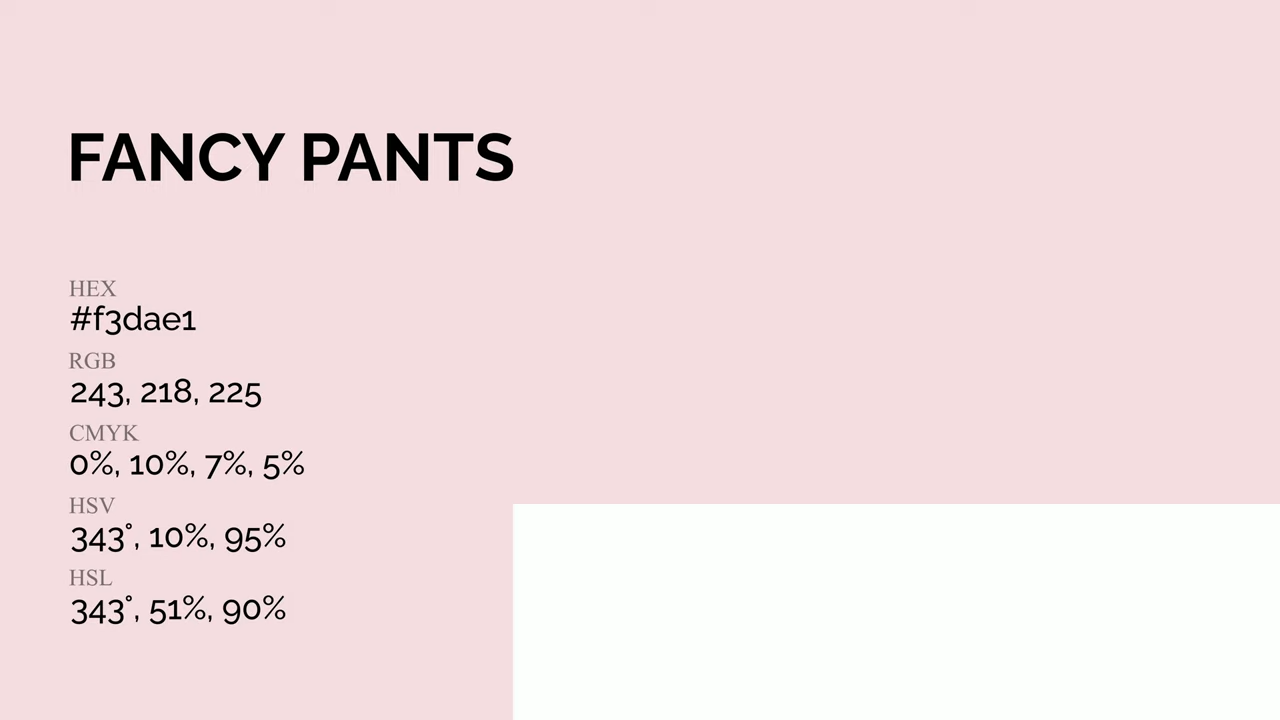 FANCY PANTS
HEX
#f3dae1
RGB
243, 218, 225
CMYK
0%, 10%, 7%, 5%
HSV
343°, 10%, 95%
HSL
343°, 51%, 90%